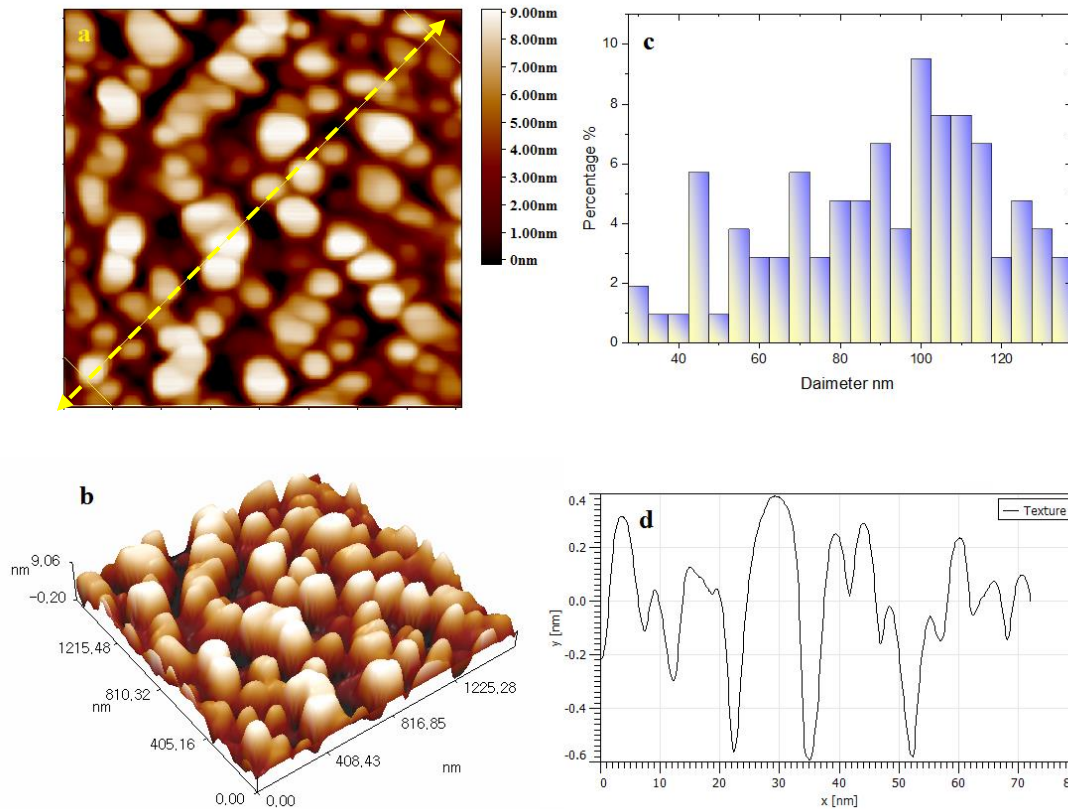 a
9.00nm
8.00nm
7.00nm
6.00nm
5.00nm
4.00nm
3.00nm
2.00nm
1.00nm
0nm
c
Percentage %
10
8
6
4
2
0
40 60 80 100 120
Daimeter nm
b
nm
9,06
−0,20
1215,48
810,32
nm
405,16
0,00
0,00
408,43
816,85
1225,28
nm
d
Texture
y [nm]
0.4
0.2
0.0
-0.2
-0.4
-0.6
0 10 20 30 40 50 60 70
x [nm]